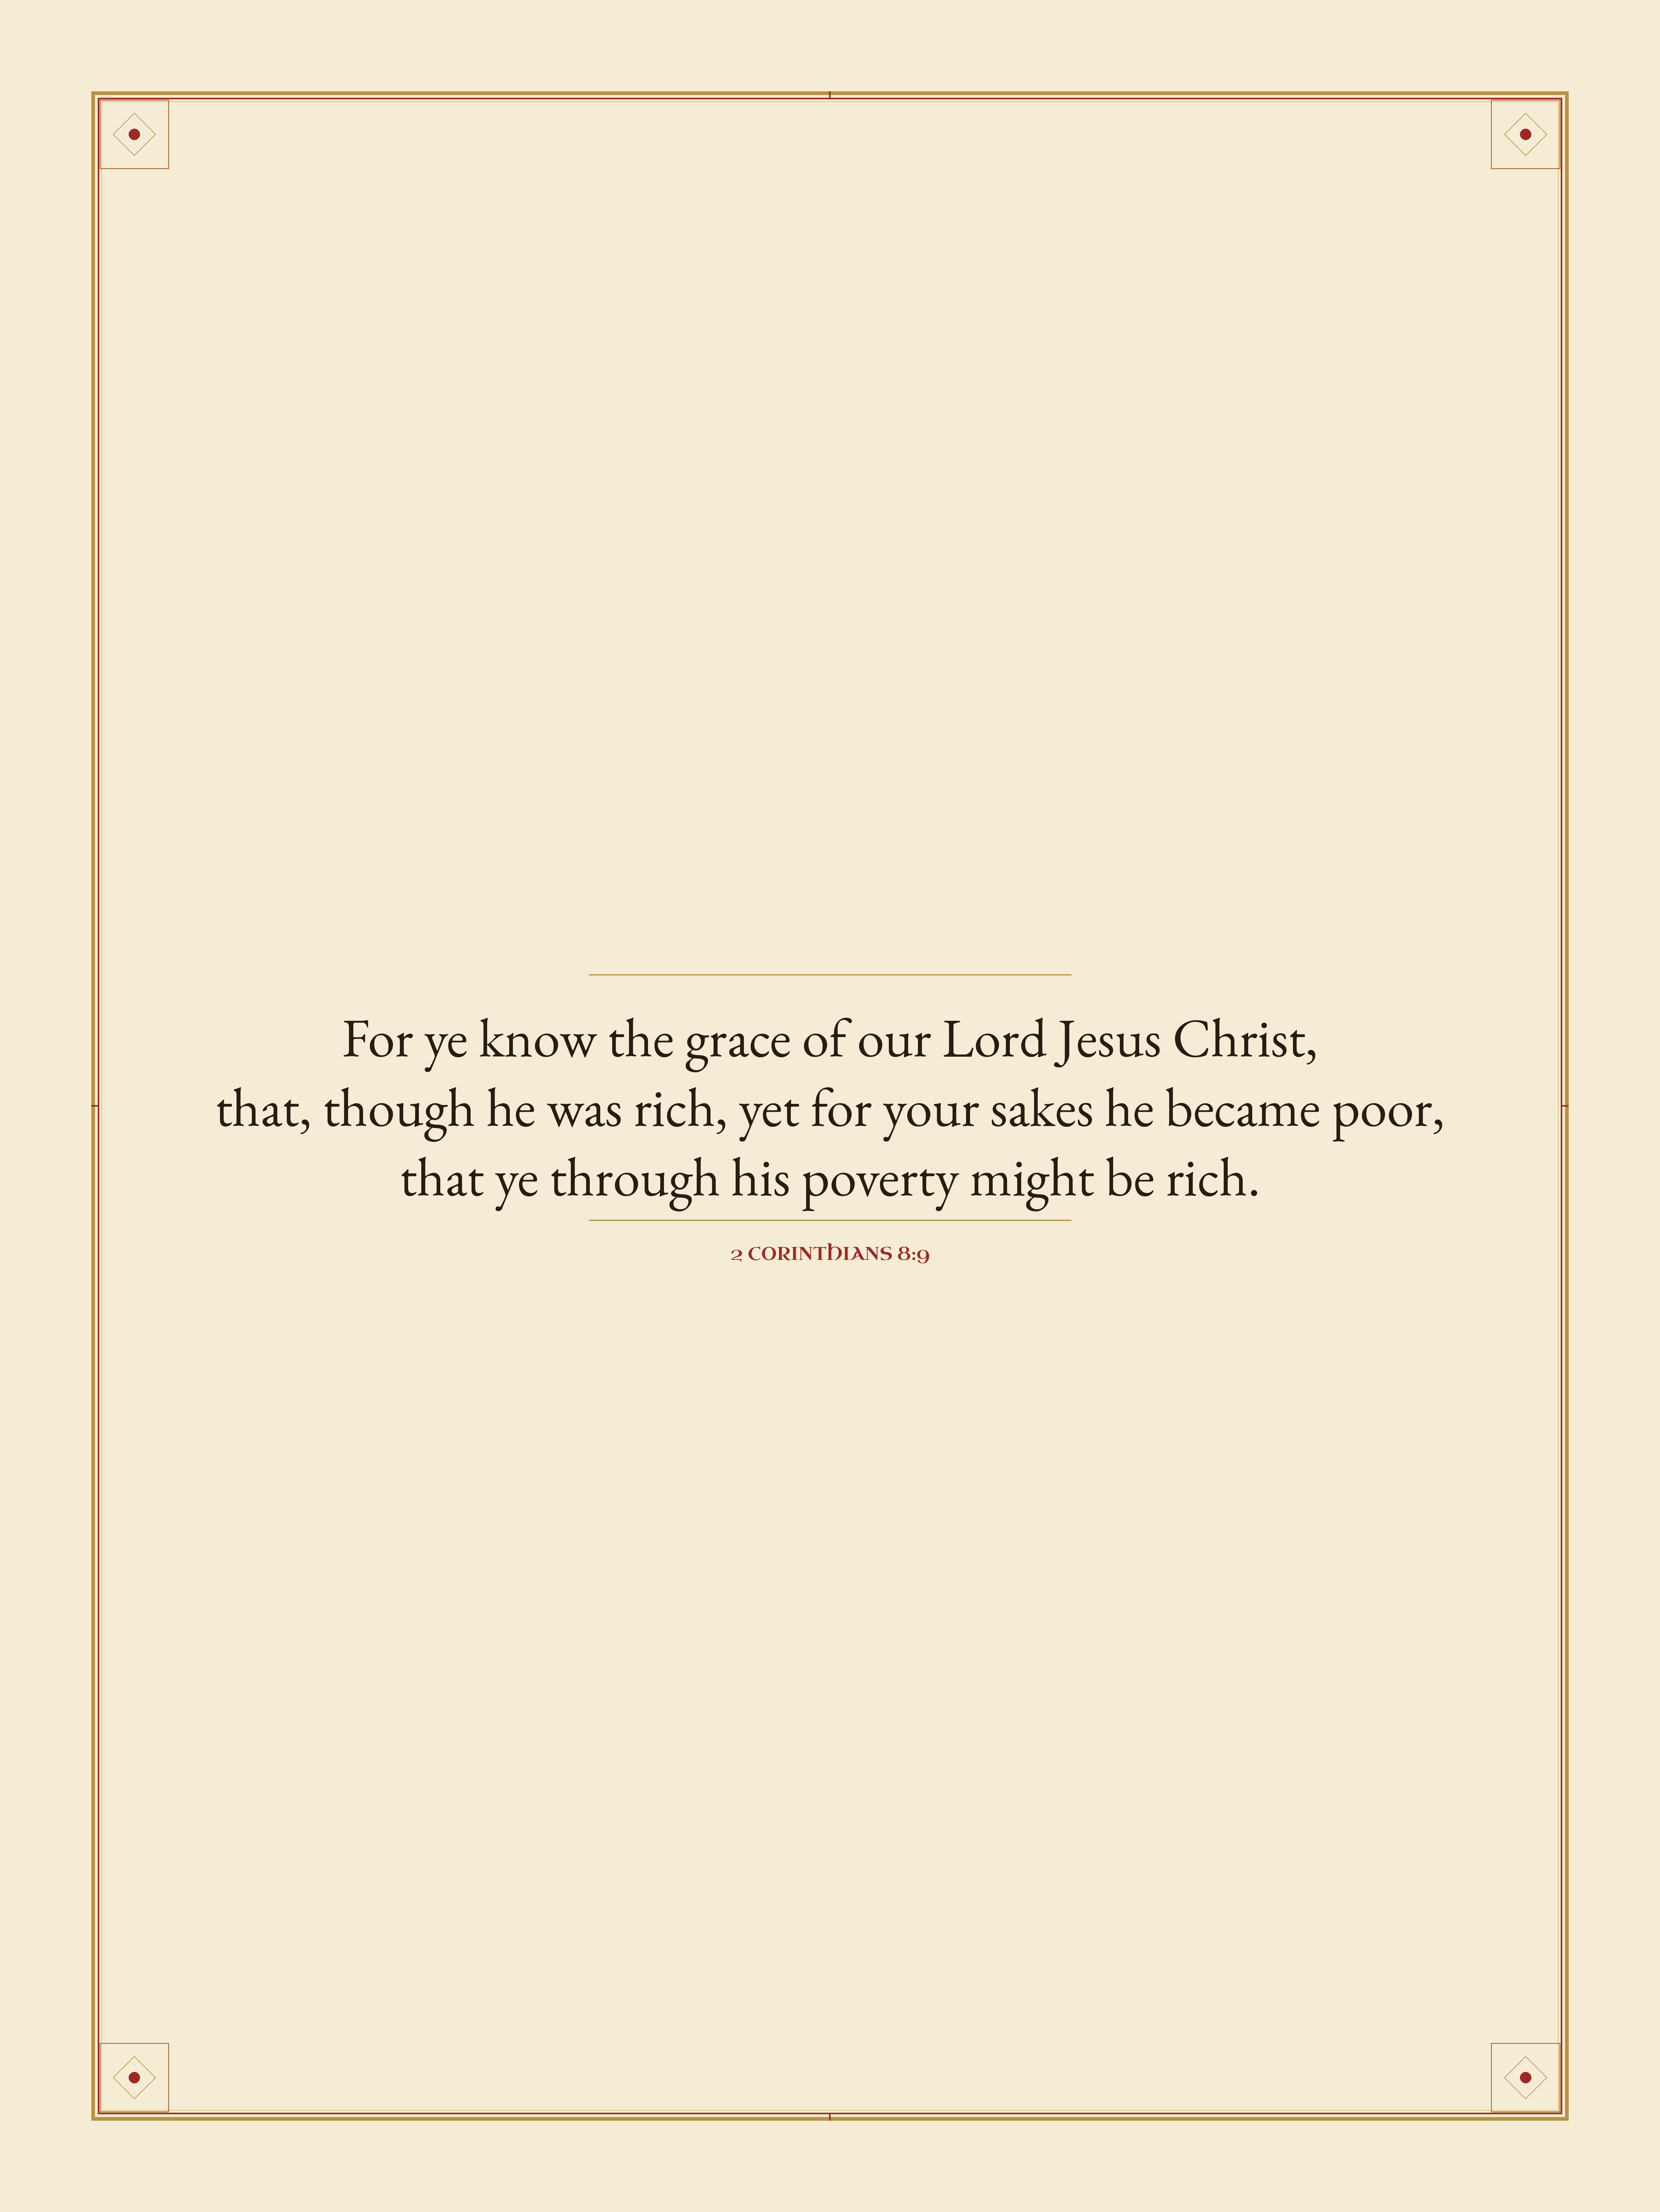 For ye know the grace of our Lord Jesus Christ,
that, though he was rich, yet for your sakes he became poor,
that ye through his poverty might be rich.
2 CORINTHIANS 8:9